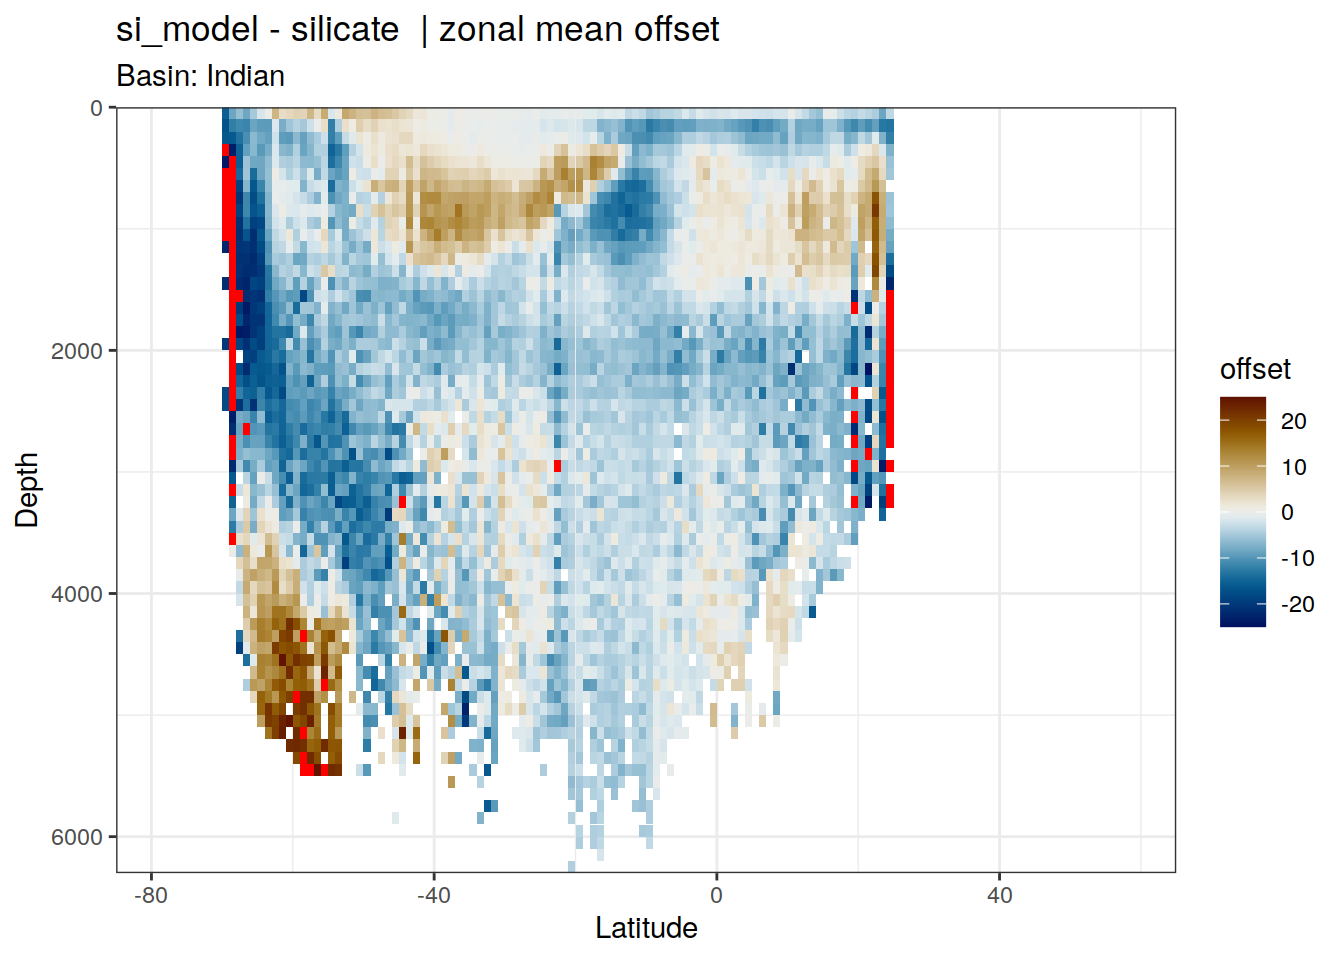 si_model - silicate  | zonal mean offset
Basin: Indian
0
2000
4000
6000
Depth
-80
-40
0
40
Latitude
offset
20
10
0
-10
-20